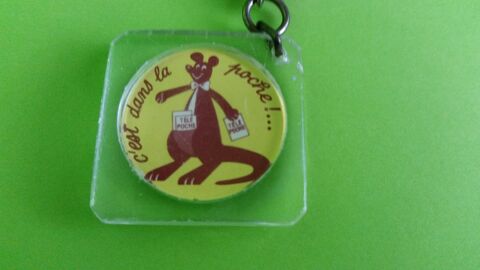 c'est dans la poche!...
TÉLÉ
POCHE
TÉLÉ
POCHE